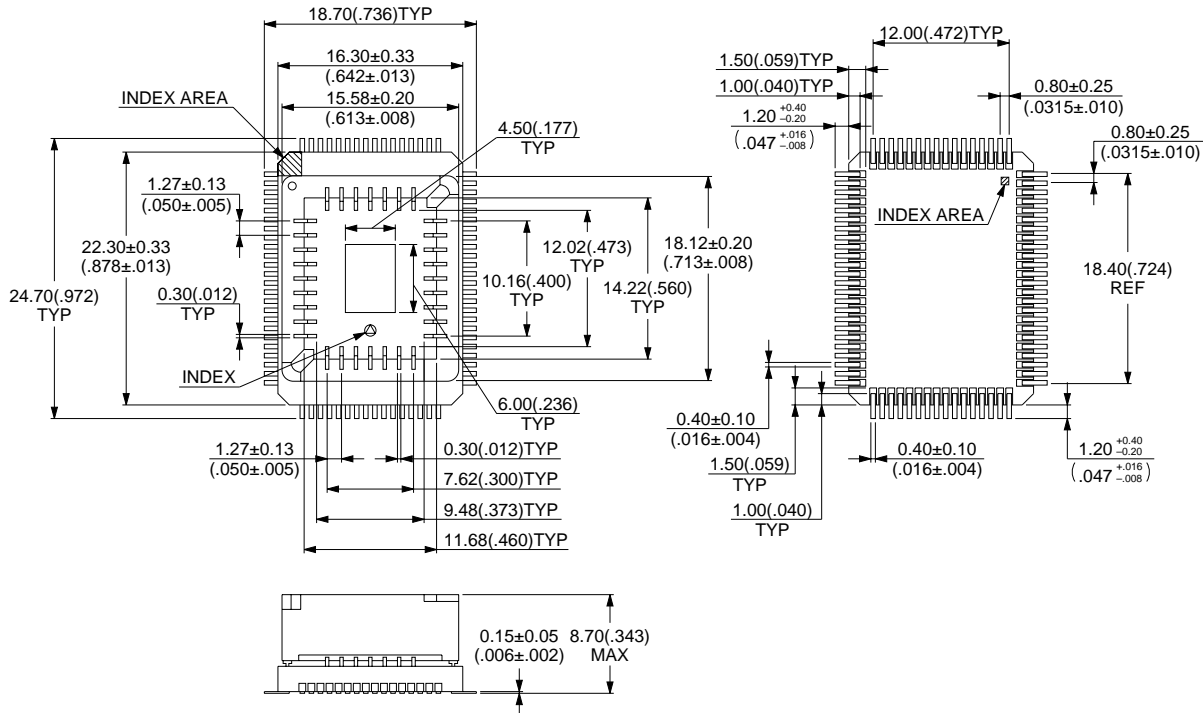 18.70(.736)TYP
16.30±0.33
(.642±.013)
INDEX AREA
15.58±0.20
(.613±.008)
4.50(.177)
TYP
1.27±0.13
(.050±.005)
22.30±0.33
(.878±.013)
24.70(.972)
TYP
0.30(.012)
TYP
INDEX
12.02(.473)
TYP
10.16(.400)
TYP
18.12±0.20
(.713±.008)
14.22(.560)
TYP
6.00(.236)
TYP
1.27±0.13
(.050±.005)
0.30(.012)TYP
7.62(.300)TYP
9.48(.373)TYP
11.68(.460)TYP
12.00(.472)TYP
1.50(.059)TYP
1.00(.040)TYP
0.80±0.25
(.0315±.010)
1.20 +0.40 −0.20
(.047 +.016 −.008)
0.80±0.25
(.0315±.010)
INDEX AREA
18.40(.724)
REF
0.40±0.10
(.016±.004)
1.50(.059)
TYP
1.00(.040)
TYP
0.40±0.10
(.016±.004)
1.20 +0.40 −0.20
(.047 +.016 −.008)
0.15±0.05
(.006±.002)
8.70(.343)
MAX